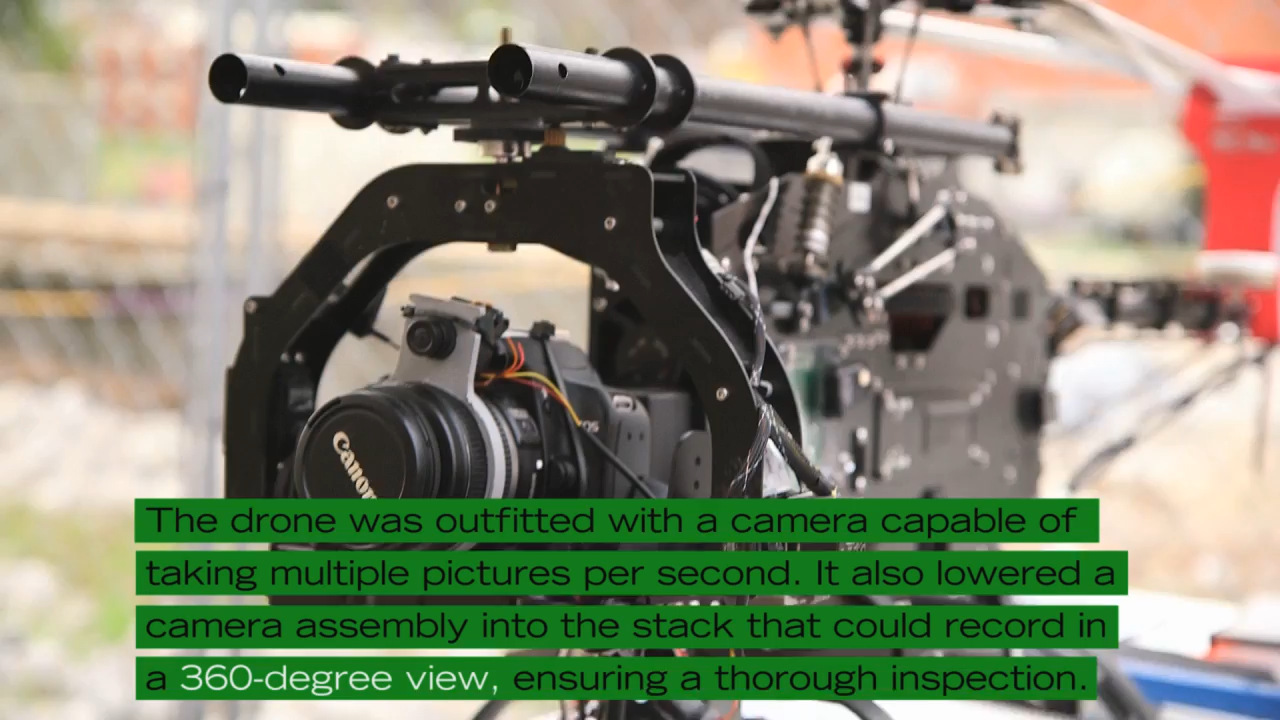 Canon
EOS
The drone was outfitted with a camera capable of
taking multiple pictures per second. It also lowered a
camera assembly into the stack that could record in
a 360-degree view, ensuring a thorough inspection.